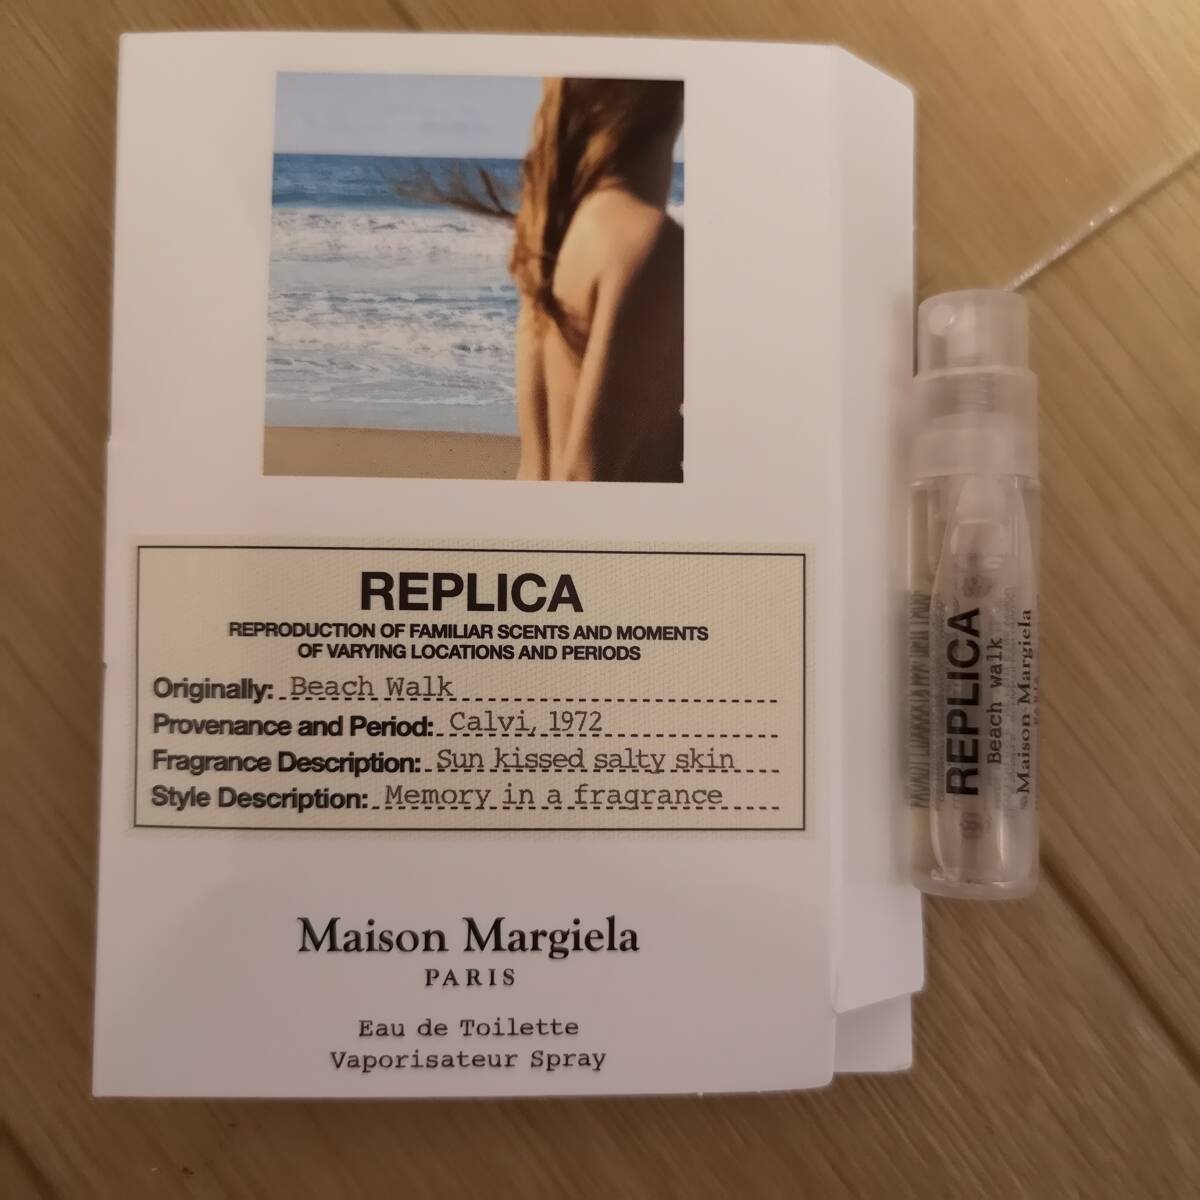 REPLICA
REPRODUCTION OF FAMILIAR SCENTS AND MOMENTS
OF VARYING LOCATIONS AND PERIODS
Originally: Beach Walk
Provenance and Period: Calvi, 1972
Fragrance Description: Sun kissed salty skin
Style Description: Memory in a fragrance
Maison Margiela
PARIS
Eau de Toilette
Vaporisateur Spray
REPLICA
Beach walk
Maison Margiela